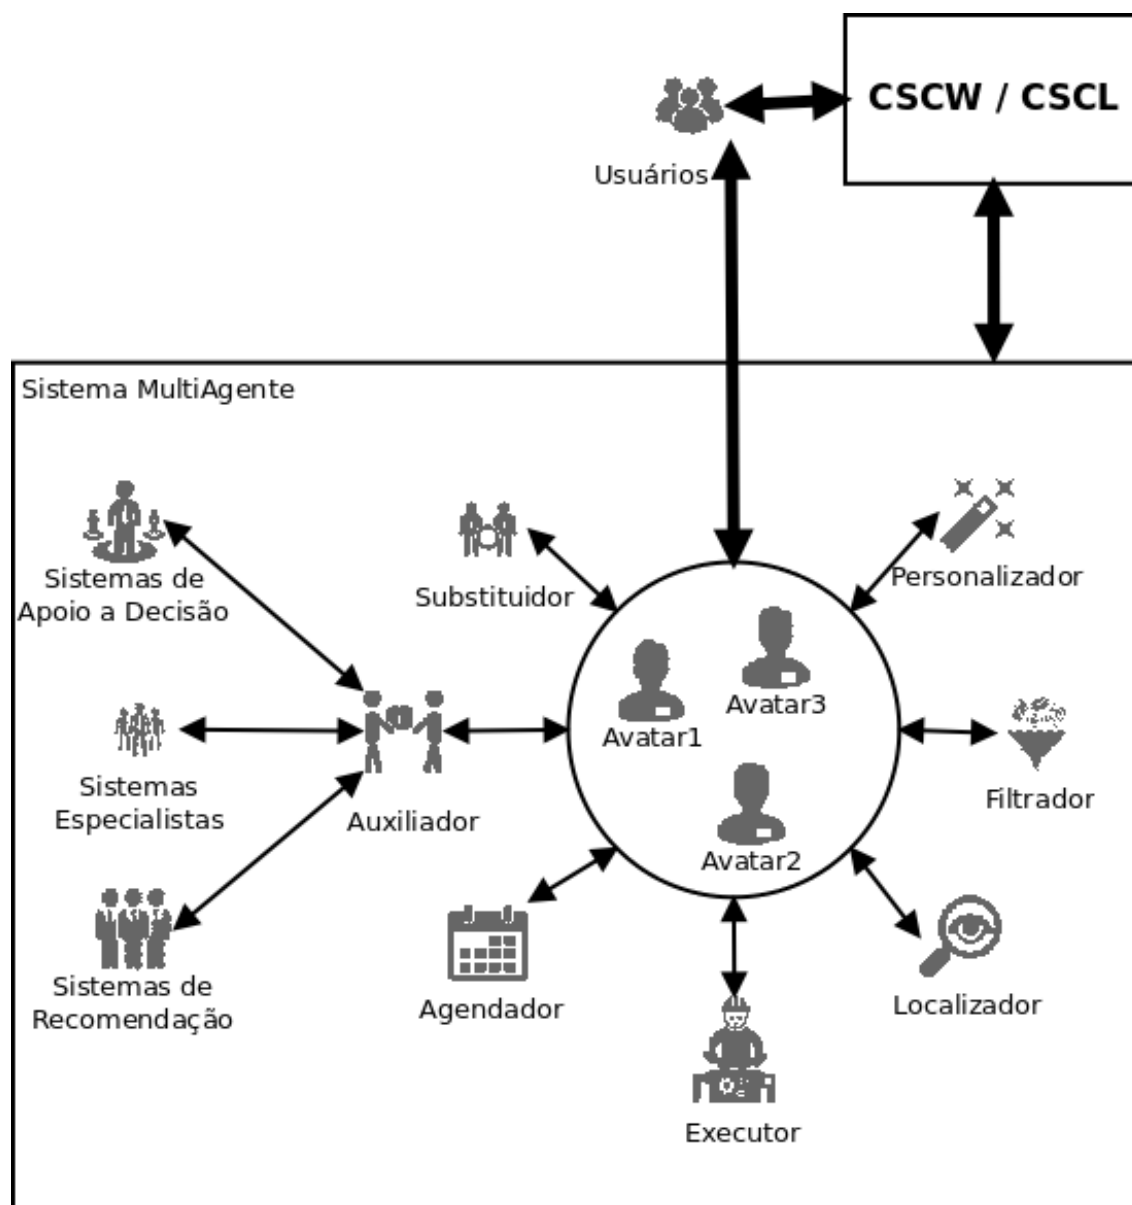 CSCW / CSCL
Usuários
Sistema MultiAgente
Sistemas de
Apoio a Decisão
Substituidor
Personalizador
Avatar3
Avatar1
Sistemas
Especialistas
Auxiliador
Filtrador
Avatar2
Sistemas de
Recomendação
Agendador
Localizador
Executor